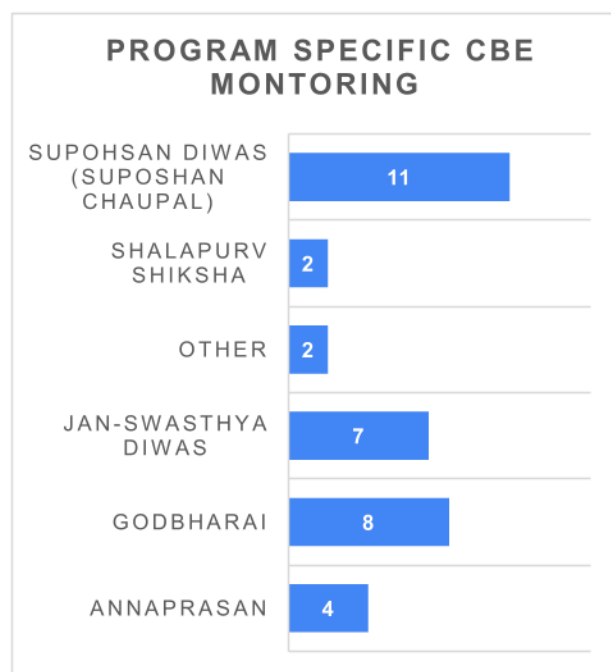 PROGRAM SPECIFIC CBE
MONTORING
SUPOHSAN DIWAS
(SUPOSHAN
CHAUPAL)
11
SHALAPURV
SHIKSHA
2
OTHER
2
JAN-SWASTHYA
DIWAS
7
GODBHARAI
8
ANNAPRASAN
4